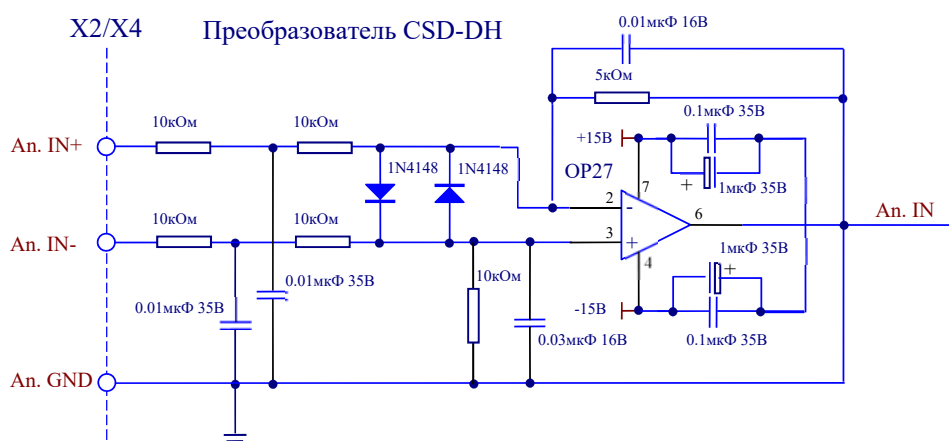 X2/X4
Преобразователь CSD-DH
0.01мкФ 16В
5кОм
10кОм
10кОм
0.1мкФ 35В
An. IN+
+15В
1N4148
1N4148
OP27
+
1мкФ 35В
7
10кОм
10кОм
2
-
6
An. IN
An. IN-
3
+
1мкФ 35В
4
+
10кОм
0.01мкФ 35В
0.01мкФ 35В
-15В
0.03мкФ 16В
0.1мкФ 35В
An. GND